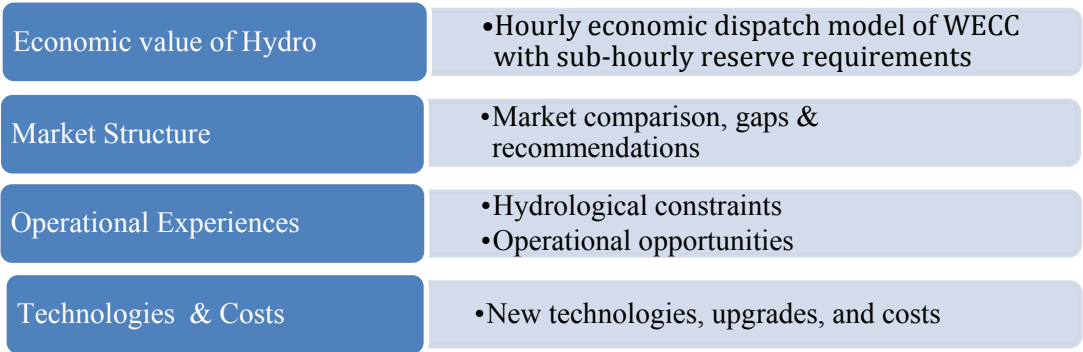 Economic value of Hydro
•Hourly economic dispatch model of WECC
with sub-hourly reserve requirements
Market Structure
•Market comparison, gaps &
recommendations
Operational Experiences
•Hydrological constraints
•Operational opportunities
Technologies & Costs
•New technologies, upgrades, and costs